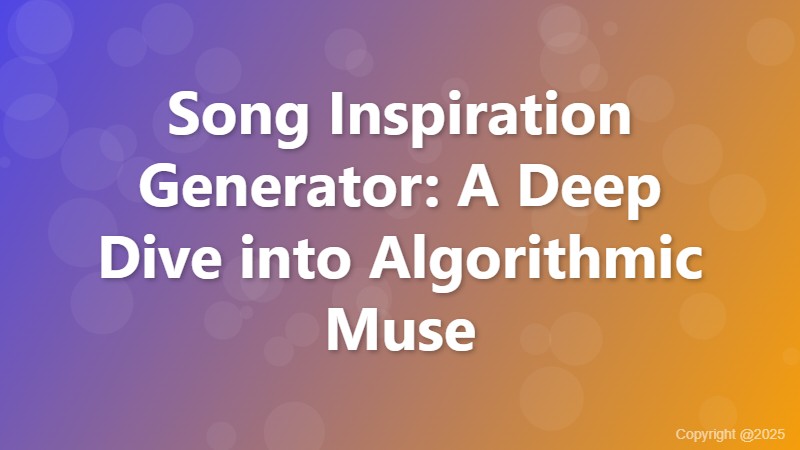 Song Inspiration
Generator: A Deep
Dive into Algorithmic
Muse
Copyright @2025